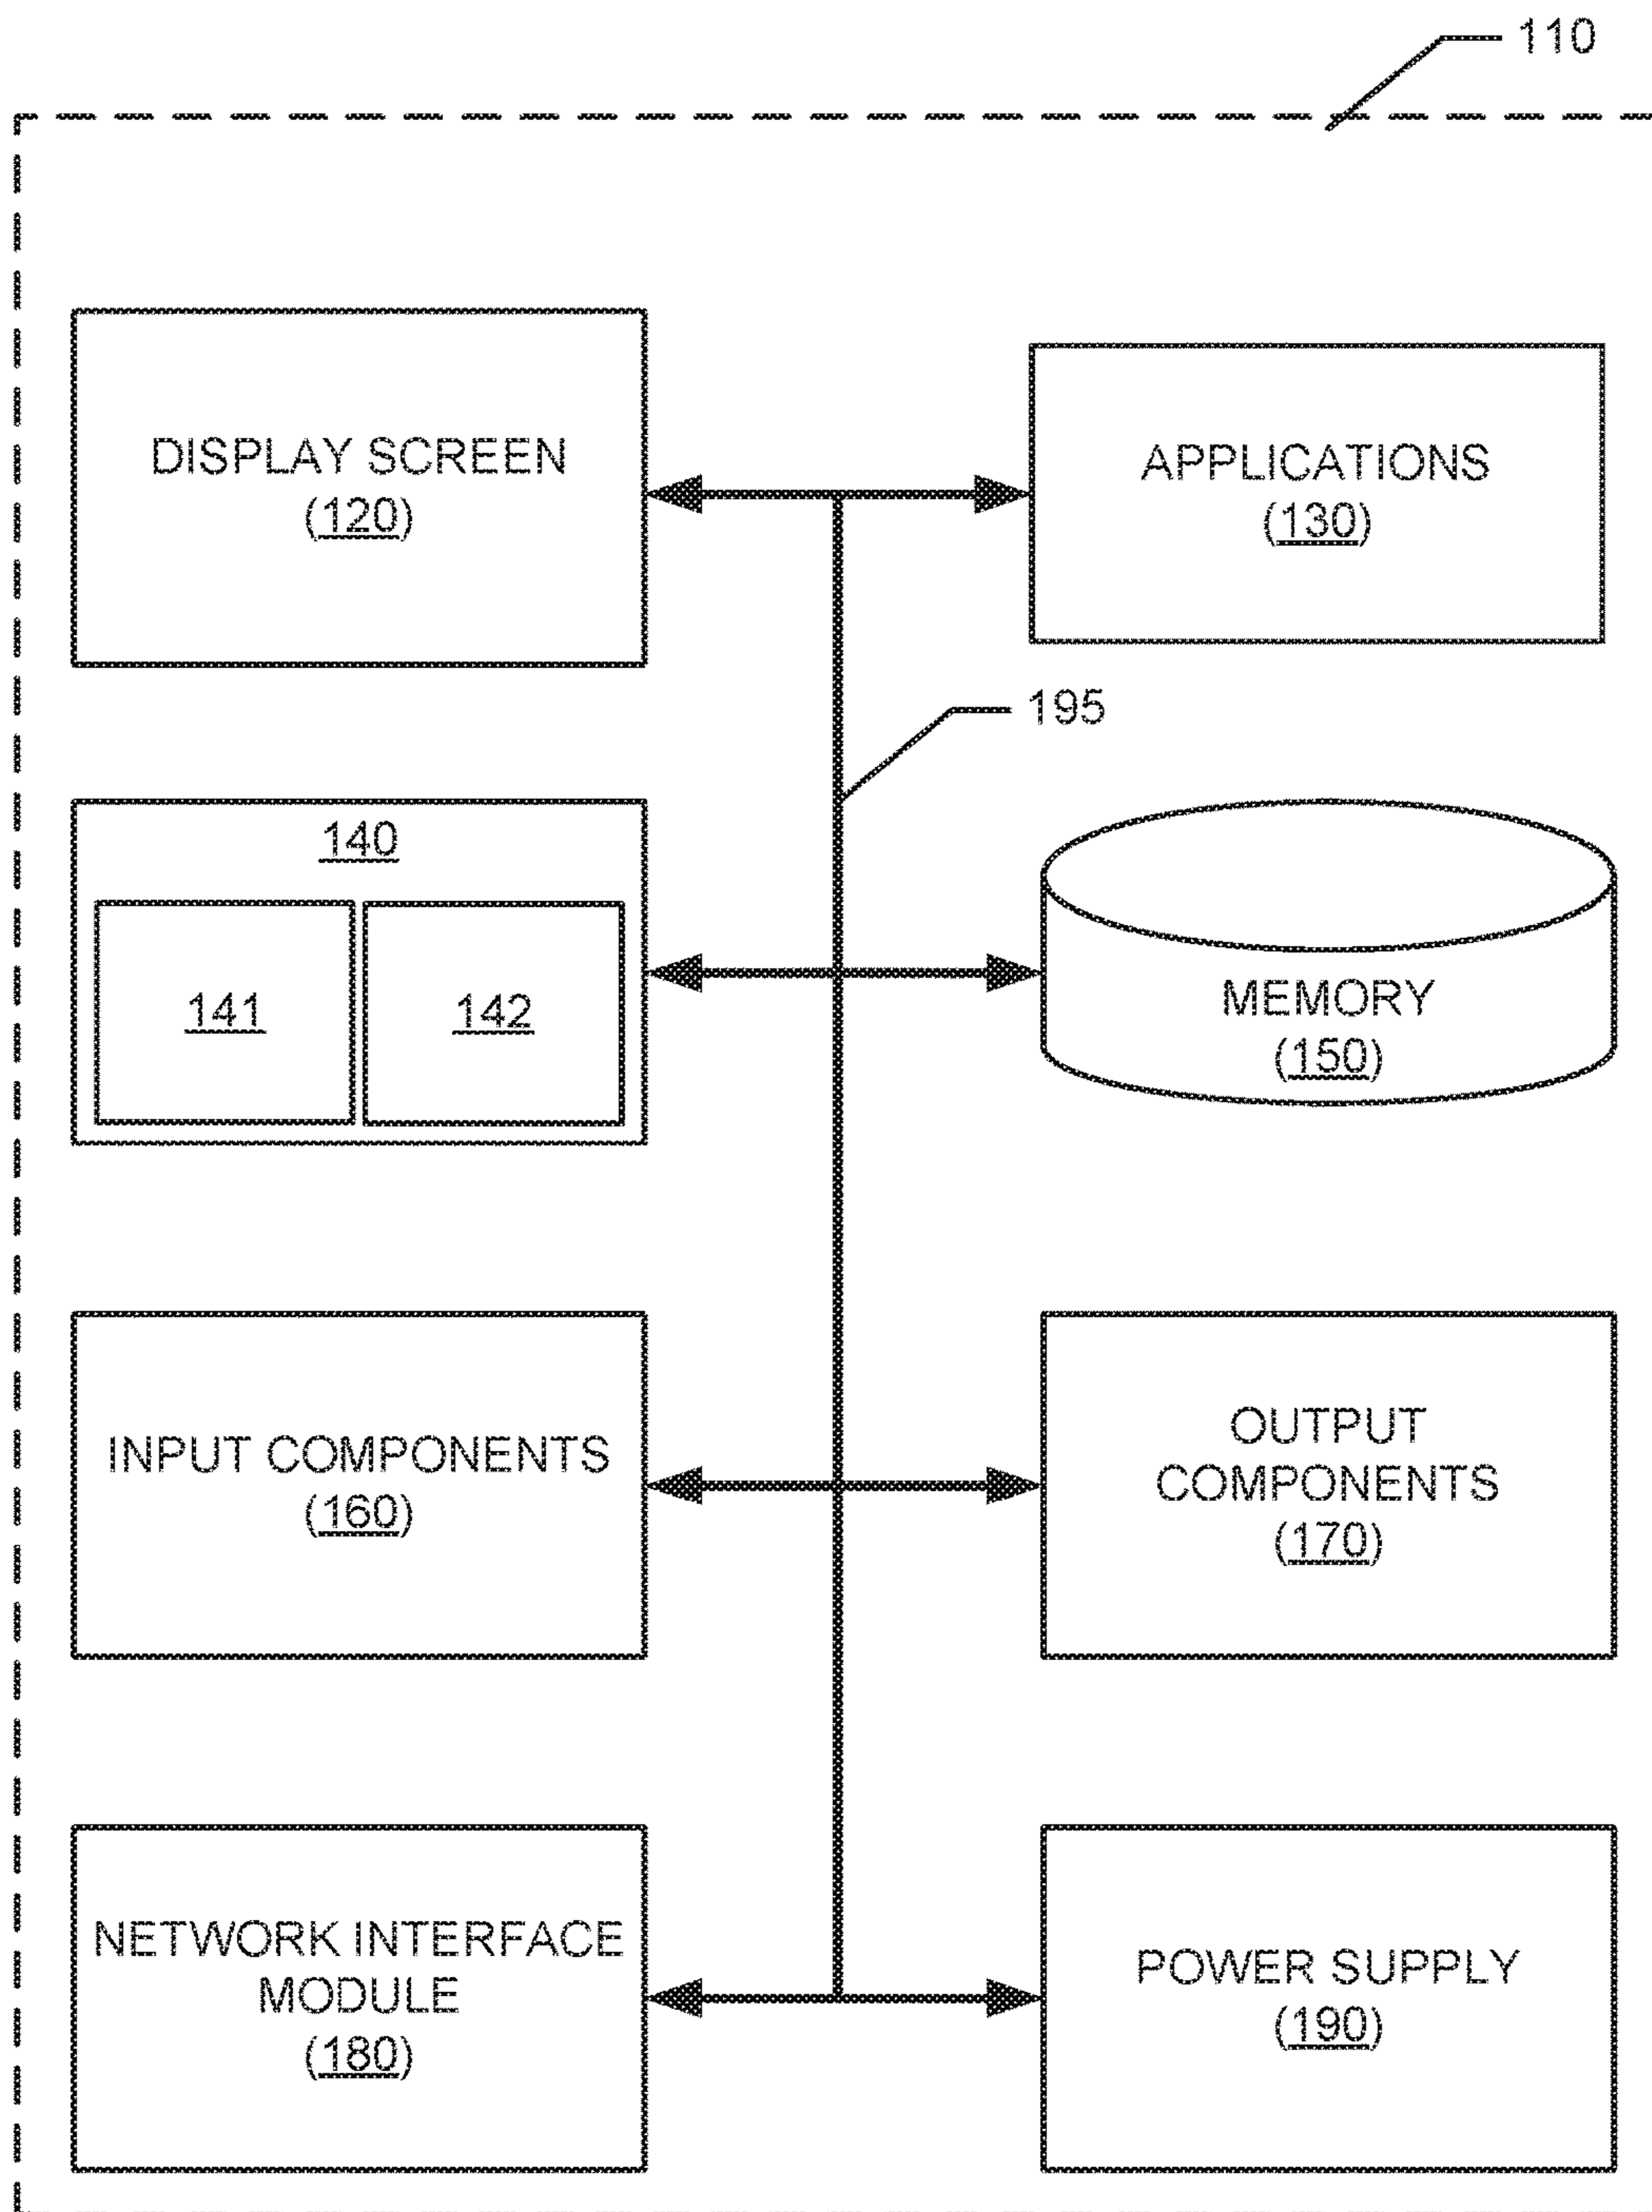 110
DISPLAY SCREEN
(120)
APPLICATIONS
(130)
195
140
141
142
MEMORY
(150)
INPUT COMPONENTS
(160)
OUTPUT
COMPONENTS
(170)
NETWORK INTERFACE
MODULE
(180)
POWER SUPPLY
(190)